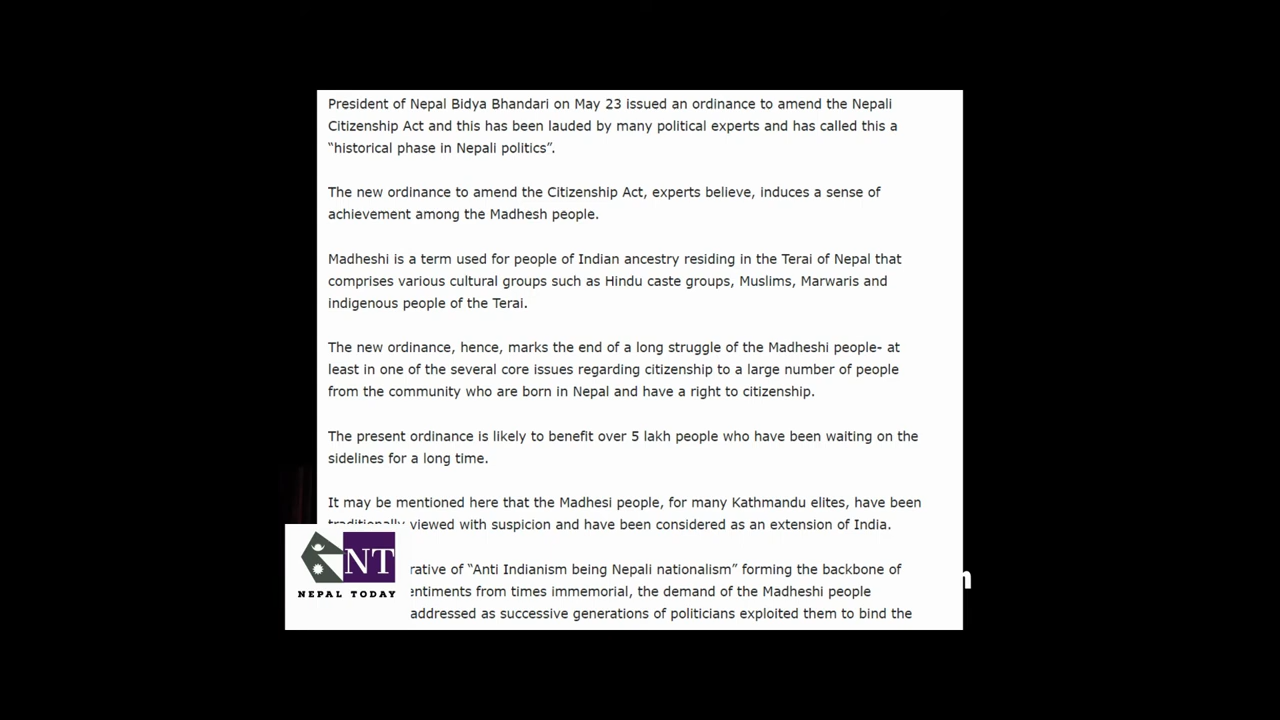 President of Nepal Bidya Bhandari on May 23 issued an ordinance to amend the Nepali
Citizenship Act and this has been lauded by many political experts and has called this a
“historical phase in Nepali politics”.
The new ordinance to amend the Citizenship Act, experts believe, induces a sense of
achievement among the Madhesh people.
Madheshi is a term used for people of Indian ancestry residing in the Terai of Nepal that
comprises various cultural groups such as Hindu caste groups, Muslims, Marwaris and
indigenous people of the Terai.
The new ordinance, hence, marks the end of a long struggle of the Madheshi people- at
least in one of the several core issues regarding citizenship to a large number of people
from the community who are born in Nepal and have a right to citizenship.
The present ordinance is likely to benefit over 5 lakh people who have been waiting on the
sidelines for a long time.
It may be mentioned here that the Madhesi people, for many Kathmandu elites, have been
traditionally viewed with suspicion and have been considered as an extension of India.
of “Anti Indianism being Nepali nationalism” forming the backbone of
from times immemorial, the demand of the Madheshi people
addressed as successive generations of politicians exploited them to bind the
NT
NEPAL TODAY